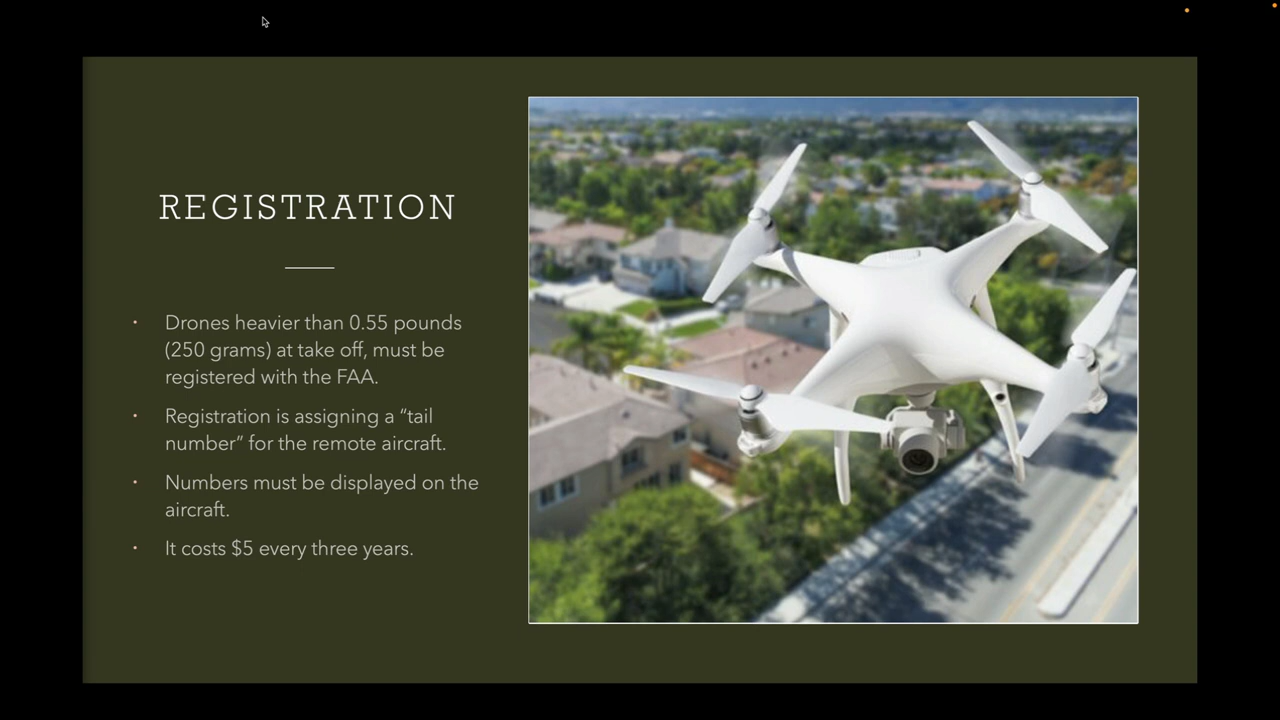 REGISTRATION
Drones heavier than 0.55 pounds
(250 grams) at take off, must be
registered with the FAA.
Registration is assigning a “tail
number” for the remote aircraft.
Numbers must be displayed on the
aircraft.
It costs $5 every three years.